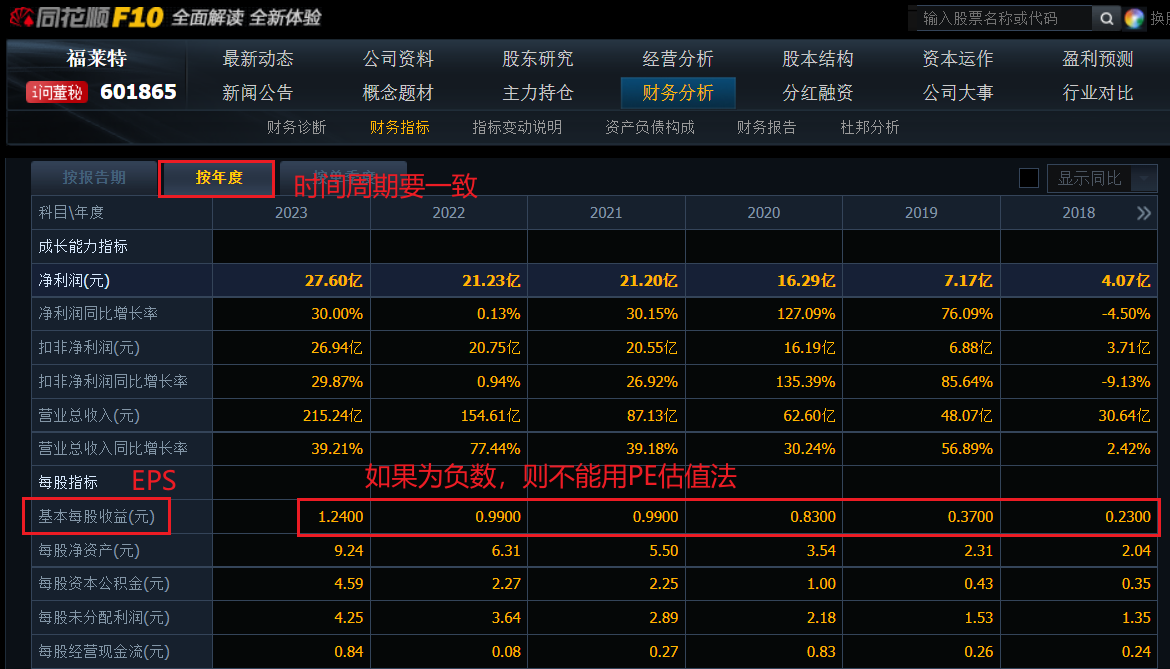 同花顺F10 全面解读 全新体验 输入股票名称或代码 换肤
福莱特 最新动态 公司资料 股东研究 经营分析 股本结构 资本运作 盈利预测
问董秘 601865 新闻公告 概念题材 主力持仓 财务分析 分红融资 公司大事 行业对比
财务诊断 财务指标 指标变动说明 资产负债构成 财务报告 杜邦分析
按报告期 按年度 按单季度 时间周期要一致 显示同比
科目\年度 2023 2022 2021 2020 2019 2018
成长能力指标
净利润(元) 27.60亿 21.23亿 21.20亿 16.29亿 7.17亿 4.07亿
净利润同比增长率 30.00% 0.13% 30.15% 127.09% 76.09% -4.50%
扣非净利润(元) 26.94亿 20.75亿 20.55亿 16.19亿 6.88亿 3.71亿
扣非净利润同比增长率 29.87% 0.94% 26.92% 135.39% 85.64% -9.13%
营业总收入(元) 215.24亿 154.61亿 87.13亿 62.60亿 48.07亿 30.64亿
营业总收入同比增长率 39.21% 77.44% 39.18% 30.24% 56.89% 2.42%
每股指标 EPS 如果为负数，则不能用PE估值法
基本每股收益(元) 1.2400 0.9900 0.9900 0.8300 0.3700 0.2300
每股净资产(元) 9.24 6.31 5.50 3.54 2.31 2.04
每股资本公积金(元) 4.59 2.27 2.25 1.00 0.43 0.35
每股未分配利润(元) 4.25 3.64 2.89 2.18 1.53 1.35
每股经营现金流(元) 0.84 0.08 0.27 0.83 0.26 0.24